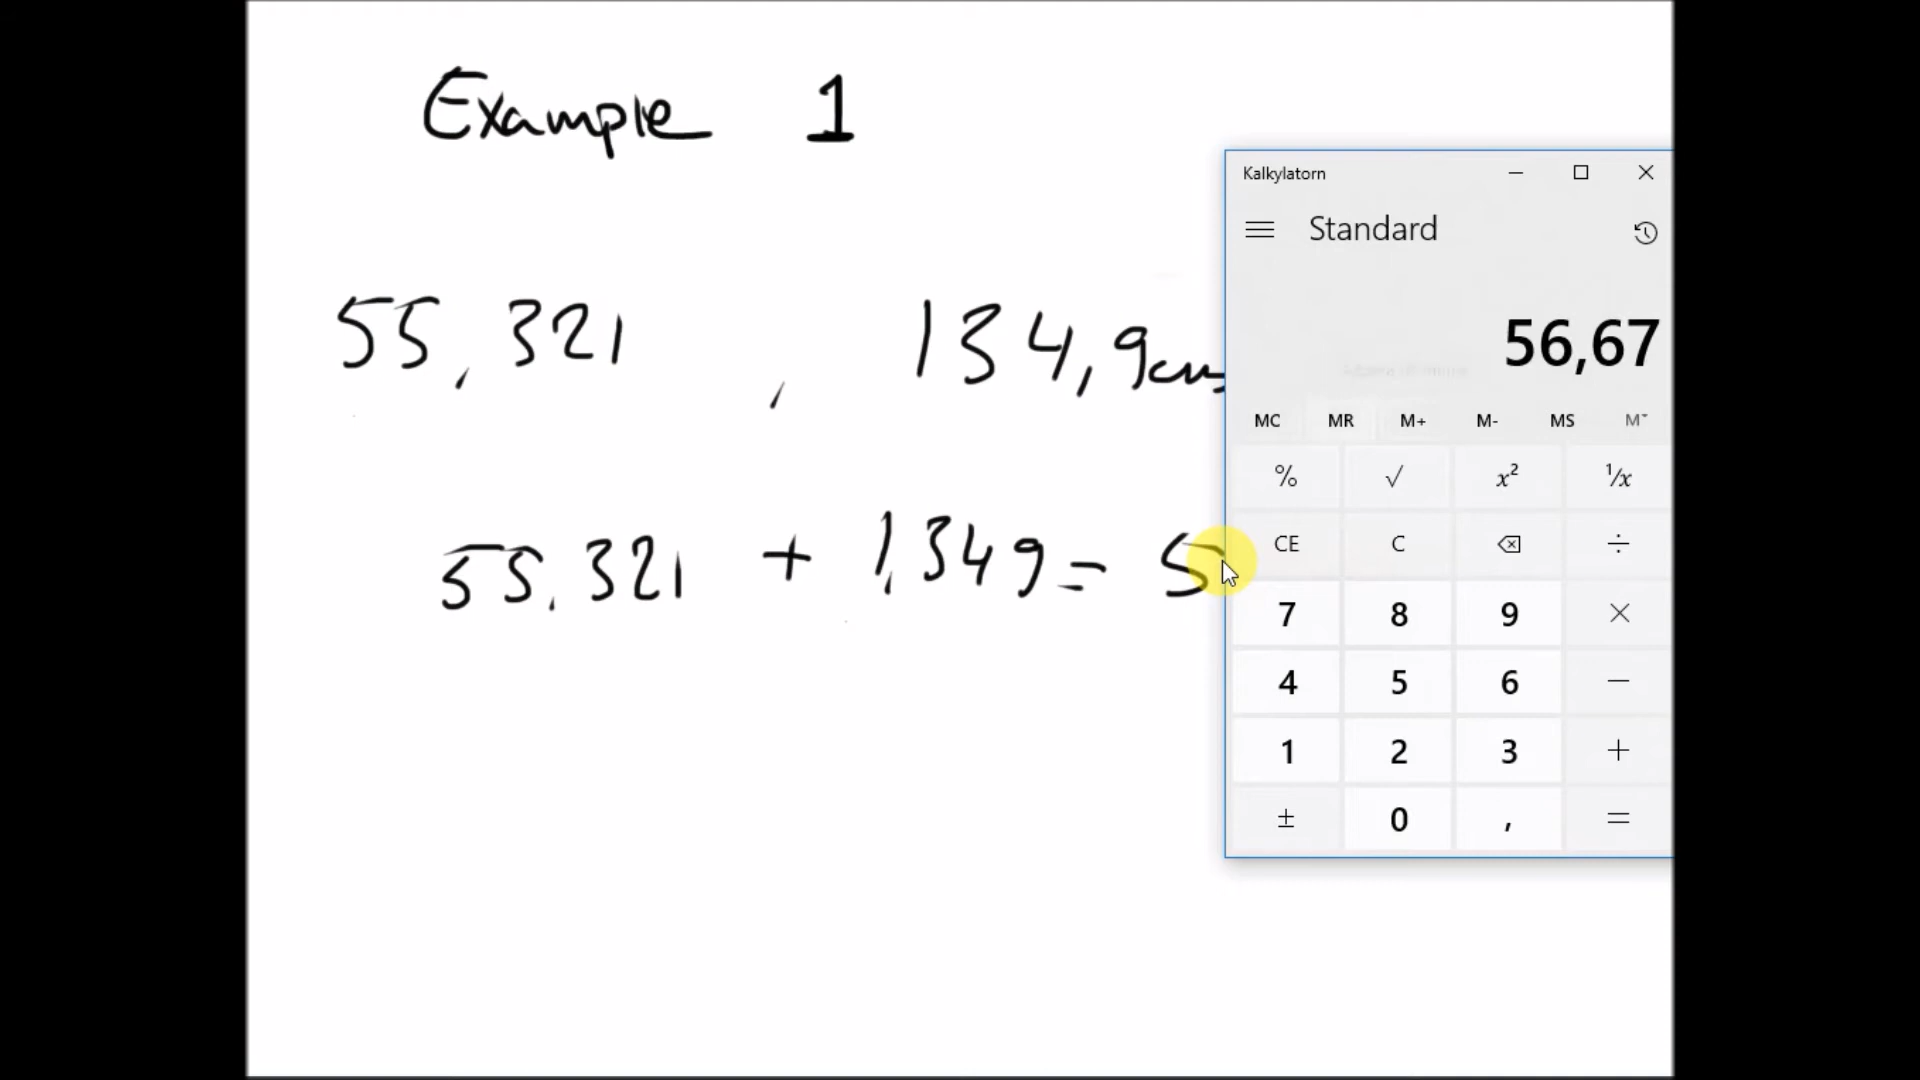 Example 1
55,321 , 134,9cm
55,321 + 1,349 = 5
Kalkylatorn
Standard
56,67
MC MR M+ M- MS M˅
% √ x² ¹/x
CE C ÷
7 8 9 ×
4 5 6 −
1 2 3 +
± 0 , =